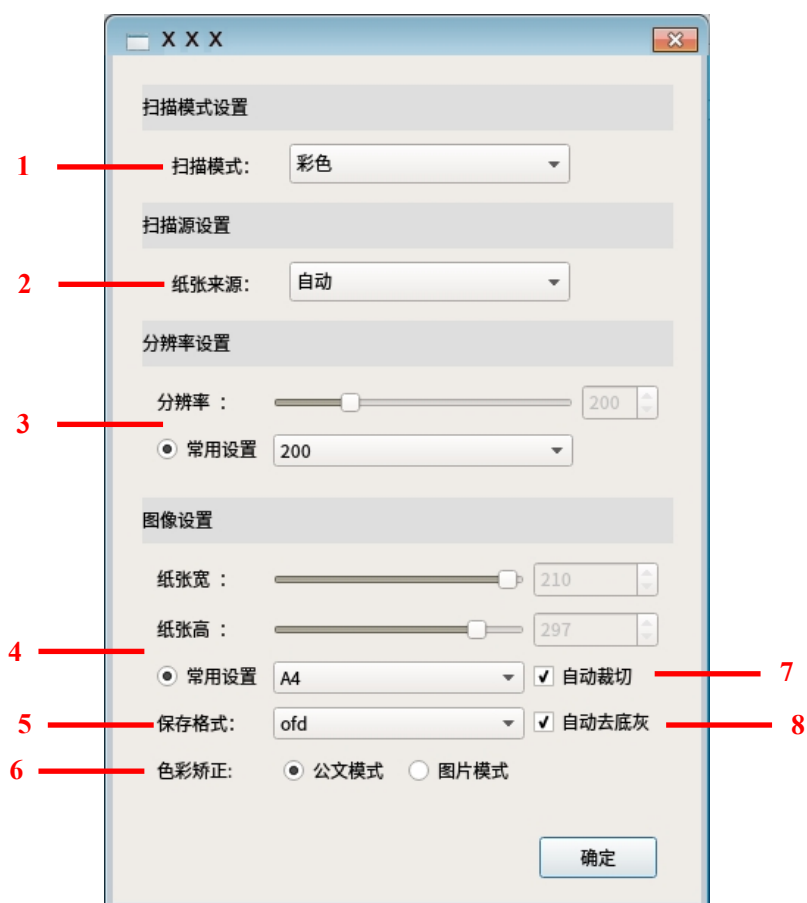 X X X
扫描模式设置
1 扫描模式: 彩色
扫描源设置
2 纸张来源: 自动
分辨率设置
分辨率 : 200
3
常用设置 200
图像设置
纸张宽 : 210
纸张高 : 297
4
常用设置 A4 自动裁切 7
5 保存格式: ofd 自动去底灰 8
6 色彩矫正: 公文模式 图片模式
确定